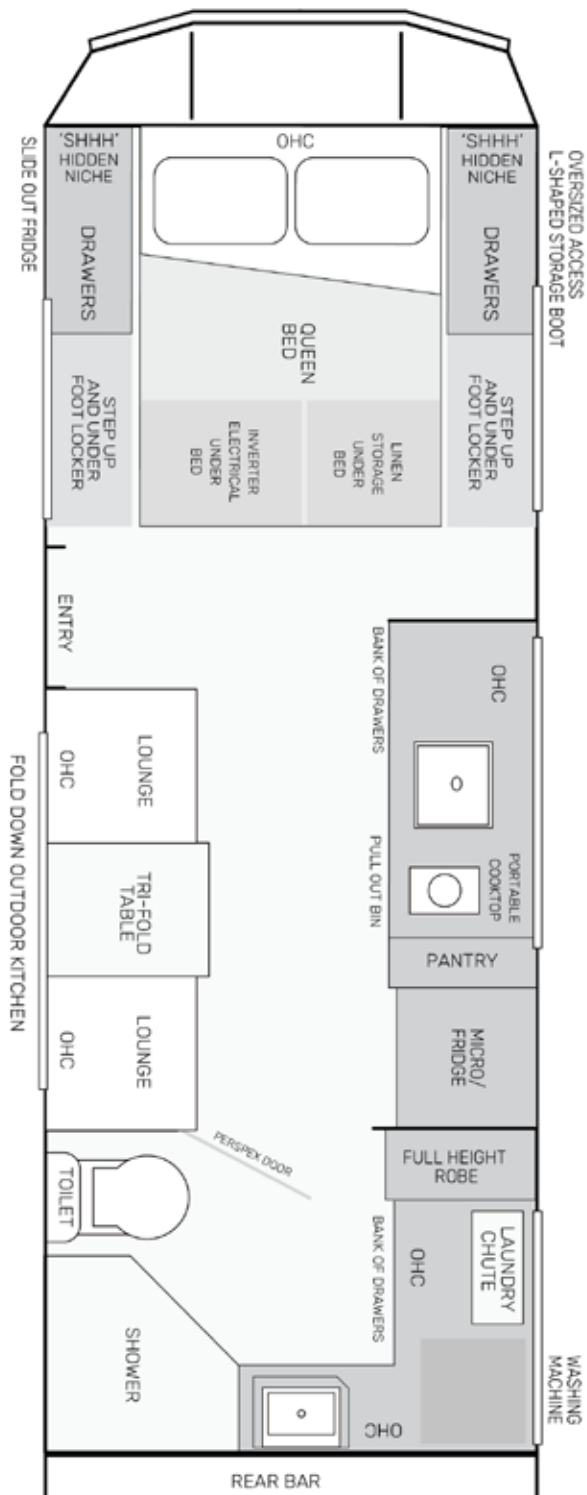 OHC
'SHHH'
HIDDEN
NICHE
'SHHH'
HIDDEN
NICHE
SLIDE OUT FRIDGE
OVERSIZED ACCESS
L-SHAPED STORAGE BOOT
DRAWERS
DRAWERS
QUEEN
BED
STEP UP
AND UNDER
FOOT LOCKER
INVERTER
ELECTRICAL
UNDER
BED
LINEN
STORAGE
UNDER
BED
STEP UP
AND UNDER
FOOT LOCKER
ENTRY
BANK OF DRAWERS
OHC
OHC
LOUNGE
FOLD DOWN OUTDOOR KITCHEN
TRI-FOLD
TABLE
PULL OUT BIN
PORTABLE
COOKTOP
PANTRY
OHC
LOUNGE
MICRO/
FRIDGE
PERSPEX DOOR
FULL HEIGHT
ROBE
TOILET
BANK OF DRAWERS
OHC
LAUNDRY
CHUTE
SHOWER
WASHING
MACHINE
OHC
REAR BAR